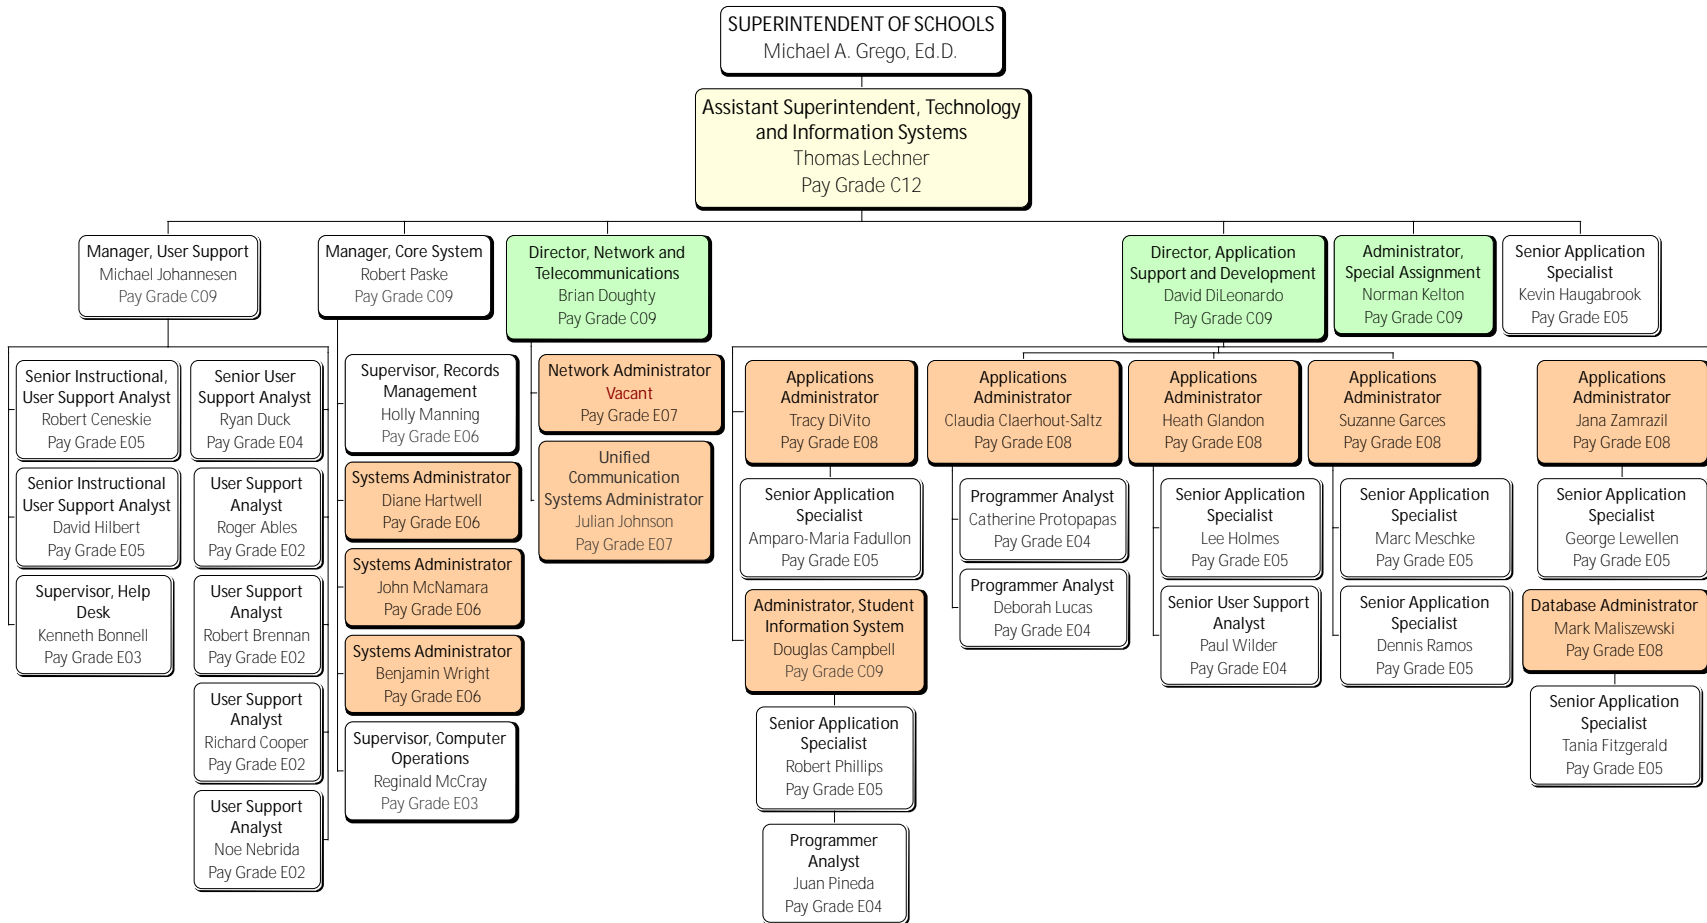 SUPERINTENDENT OF SCHOOLS
Michael A. Grego, Ed.D.
Assistant Superintendent, Technology
and Information Systems
Thomas Lechner
Pay Grade C12
Manager, User Support
Michael Johannesen
Pay Grade C09
Manager, Core System
Robert Paske
Pay Grade C09
Director, Network and
Telecommunications
Brian Doughty
Pay Grade C09
Director, Application
Support and Development
David DiLeonardo
Pay Grade C09
Administrator,
Special Assignment
Norman Kelton
Pay Grade C09
Senior Application
Specialist
Kevin Haugabrook
Pay Grade E05
Senior Instructional,
User Support Analyst
Robert Ceneskie
Pay Grade E05
Senior Instructional
User Support Analyst
David Hilbert
Pay Grade E05
Supervisor, Help
Desk
Kenneth Bonnell
Pay Grade E03
Senior User
Support Analyst
Ryan Duck
Pay Grade E04
User Support
Analyst
Roger Ables
Pay Grade E02
User Support
Analyst
Robert Brennan
Pay Grade E02
User Support
Analyst
Richard Cooper
Pay Grade E02
User Support
Analyst
Noe Nebrida
Pay Grade E02
Supervisor, Records
Management
Holly Manning
Pay Grade E06
Systems Administrator
Diane Hartwell
Pay Grade E06
Systems Administrator
John McNamara
Pay Grade E06
Systems Administrator
Benjamin Wright
Pay Grade E06
Supervisor, Computer
Operations
Reginald McCray
Pay Grade E03
Network Administrator
Vacant
Pay Grade E07
Unified
Communication
Systems Administrator
Julian Johnson
Pay Grade E07
Applications
Administrator
Tracy DiVito
Pay Grade E08
Senior Application
Specialist
Amparo-Maria Fadullon
Pay Grade E05
Administrator, Student
Information System
Douglas Campbell
Pay Grade C09
Senior Application
Specialist
Robert Phillips
Pay Grade E05
Programmer
Analyst
Juan Pineda
Pay Grade E04
Applications
Administrator
Claudia Claerhout-Saltz
Pay Grade E08
Programmer Analyst
Catherine Protopapas
Pay Grade E04
Programmer Analyst
Deborah Lucas
Pay Grade E04
Applications
Administrator
Heath Glandon
Pay Grade E08
Senior Application
Specialist
Lee Holmes
Pay Grade E05
Senior User Support
Analyst
Paul Wilder
Pay Grade E04
Applications
Administrator
Suzanne Garces
Pay Grade E08
Senior Application
Specialist
Marc Meschke
Pay Grade E05
Senior Application
Specialist
Dennis Ramos
Pay Grade E05
Applications
Administrator
Jana Zamrazil
Pay Grade E08
Senior Application
Specialist
George Lewellen
Pay Grade E05
Database Administrator
Mark Maliszewski
Pay Grade E08
Senior Application
Specialist
Tania Fitzgerald
Pay Grade E05